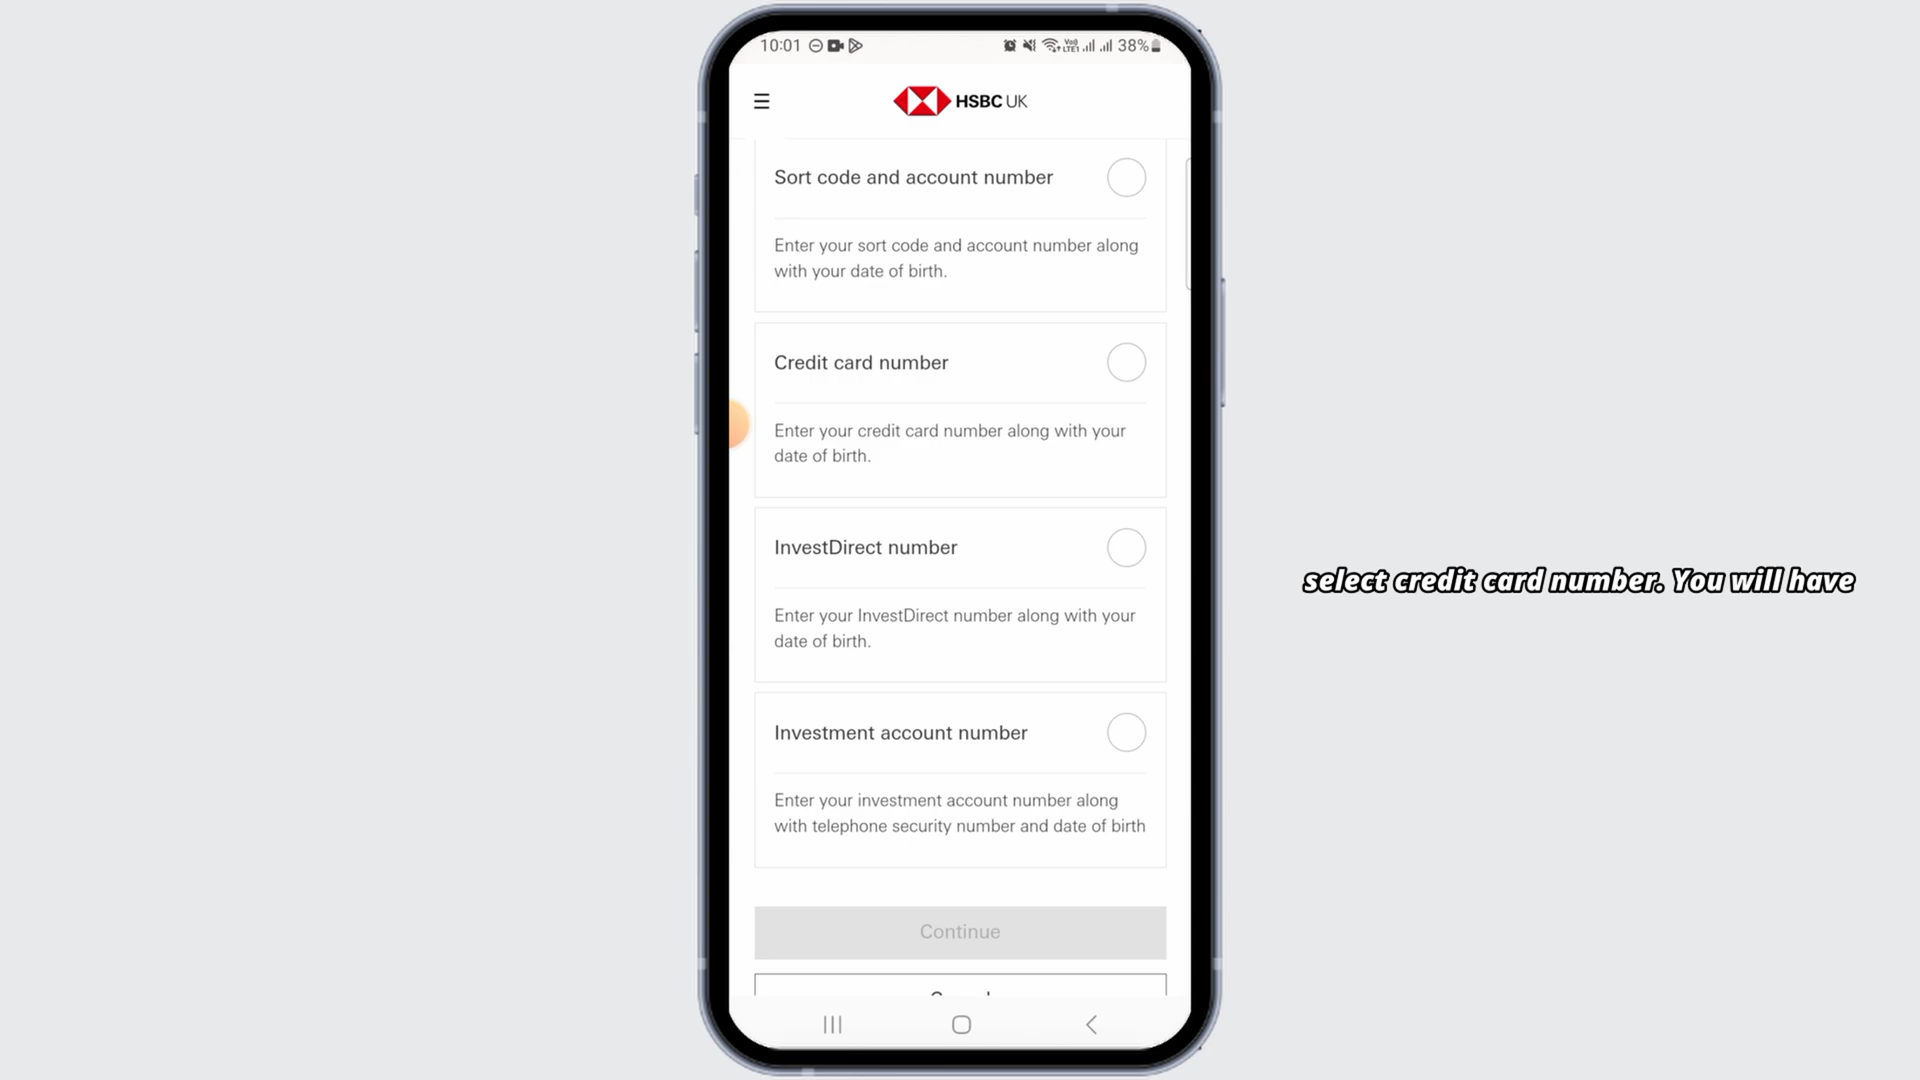 10:01
VoD LTE1 38%
HSBC UK
Sort code and account number
Enter your sort code and account number along
with your date of birth.
Credit card number
Enter your credit card number along with your
date of birth.
InvestDirect number
Enter your InvestDirect number along with your
date of birth.
Investment account number
Enter your investment account number along
with telephone security number and date of birth
Continue
select credit card number. You will have